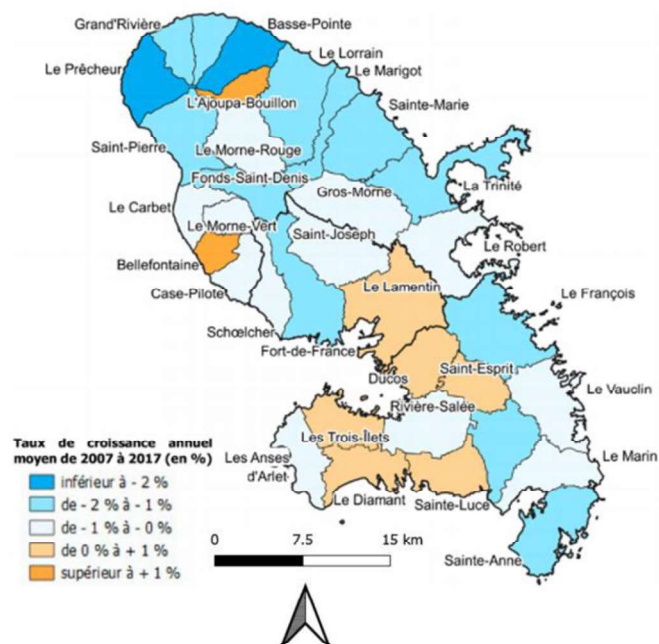 Grand'Rivière
Basse-Pointe
Le Lorrain
Le Prêcheur
Le Marigot
L'Ajoupa-Bouillon
Sainte-Marie
Saint-Pierre
Le Morne-Rouge
Fonds-Saint-Denis
Gros-Morne
La Trinité
Le Carbet
Le Morne-Vert
Saint-Joseph
Le Robert
Bellefontaine
Case-Pilote
Le Lamentin
Le François
Schœlcher
Fort-de-France
Saint-Esprit
Ducos
Le Vauclin
Rivière-Salée
Taux de croissance annuel
moyen de 2007 à 2017 (en %)
Les Trois-Îlets
Les Anses
d'Arlet
Le Marin
Le Diamant
Sainte-Luce
Sainte-Anne
inférieur à - 2 %
de - 2 % à - 1 %
de - 1 % à - 0 %
de 0 % à + 1 %
supérieur à + 1 %
0 7.5 15 km